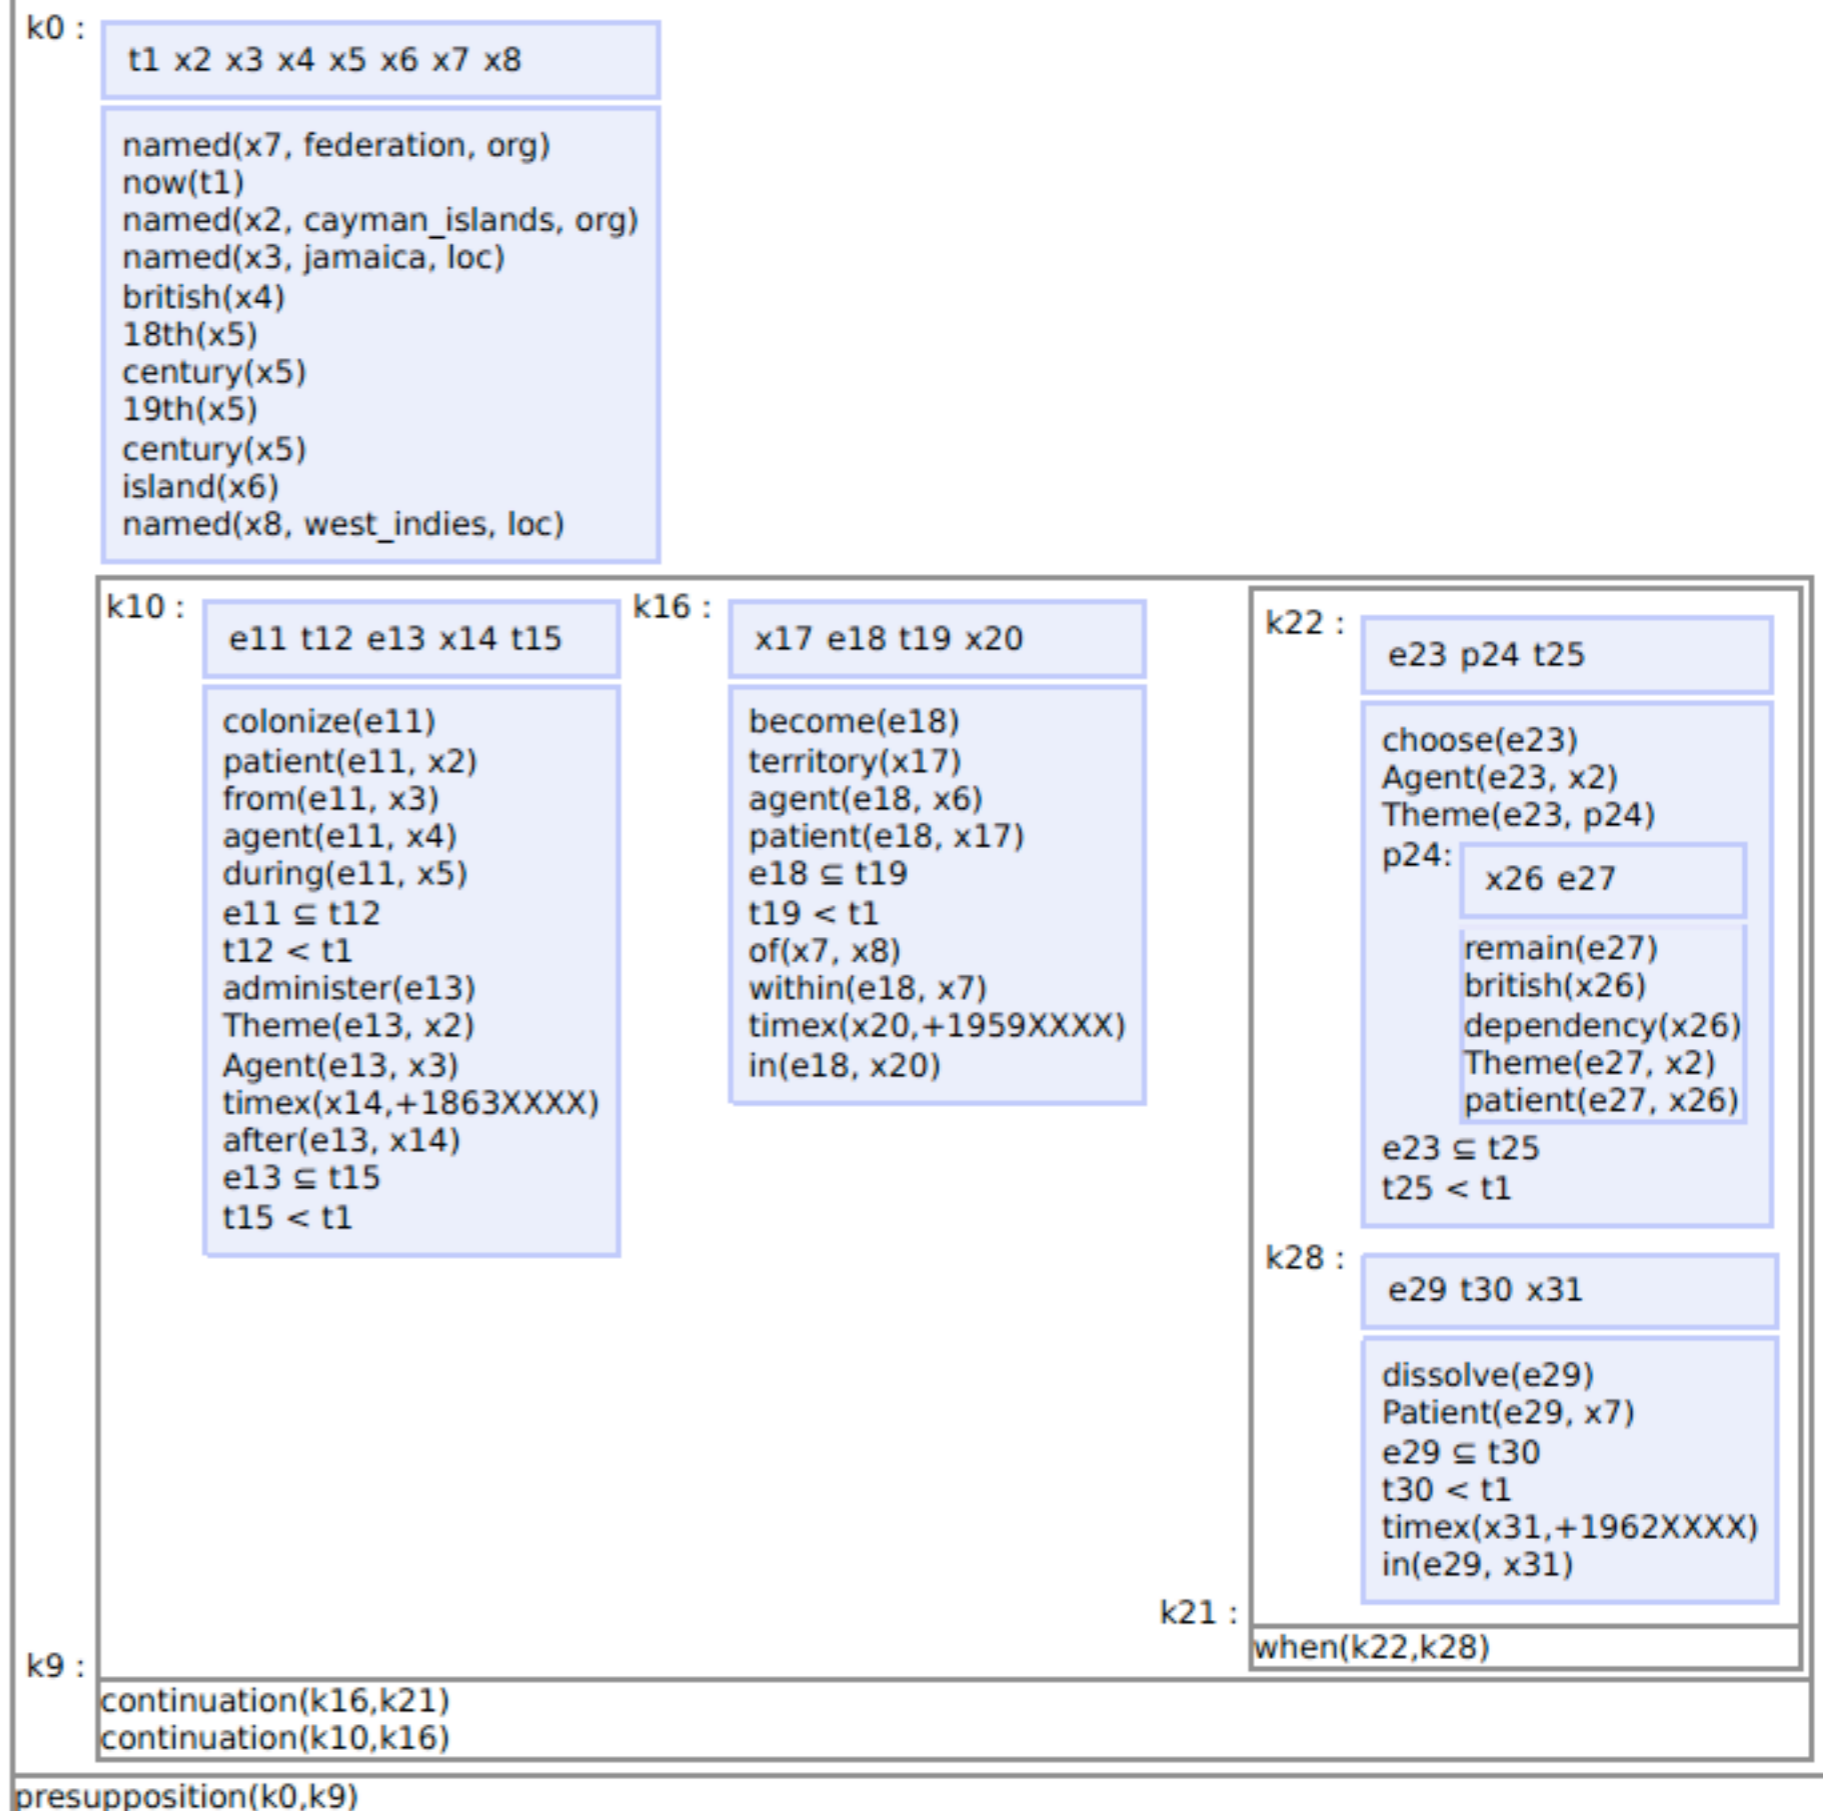 k0 :
t1 x2 x3 x4 x5 x6 x7 x8
named(x7, federation, org)
now(t1)
named(x2, cayman_islands, org)
named(x3, jamaica, loc)
british(x4)
18th(x5)
century(x5)
19th(x5)
century(x5)
island(x6)
named(x8, west_indies, loc)
k10 :
e11 t12 e13 x14 t15
colonize(e11)
patient(e11, x2)
from(e11, x3)
agent(e11, x4)
during(e11, x5)
e11 ⊆ t12
t12 < t1
administer(e13)
Theme(e13, x2)
Agent(e13, x3)
timex(x14,+1863XXXX)
after(e13, x14)
e13 ⊆ t15
t15 < t1
k16 :
x17 e18 t19 x20
become(e18)
territory(x17)
agent(e18, x6)
patient(e18, x17)
e18 ⊆ t19
t19 < t1
of(x7, x8)
within(e18, x7)
timex(x20,+1959XXXX)
in(e18, x20)
k22 :
e23 p24 t25
choose(e23)
Agent(e23, x2)
Theme(e23, p24)
p24:
x26 e27
remain(e27)
british(x26)
dependency(x26)
Theme(e27, x2)
patient(e27, x26)
e23 ⊆ t25
t25 < t1
k28 :
e29 t30 x31
dissolve(e29)
Patient(e29, x7)
e29 ⊆ t30
t30 < t1
timex(x31,+1962XXXX)
in(e29, x31)
k21 :
when(k22,k28)
k9 :
continuation(k16,k21)
continuation(k10,k16)
presupposition(k0,k9)